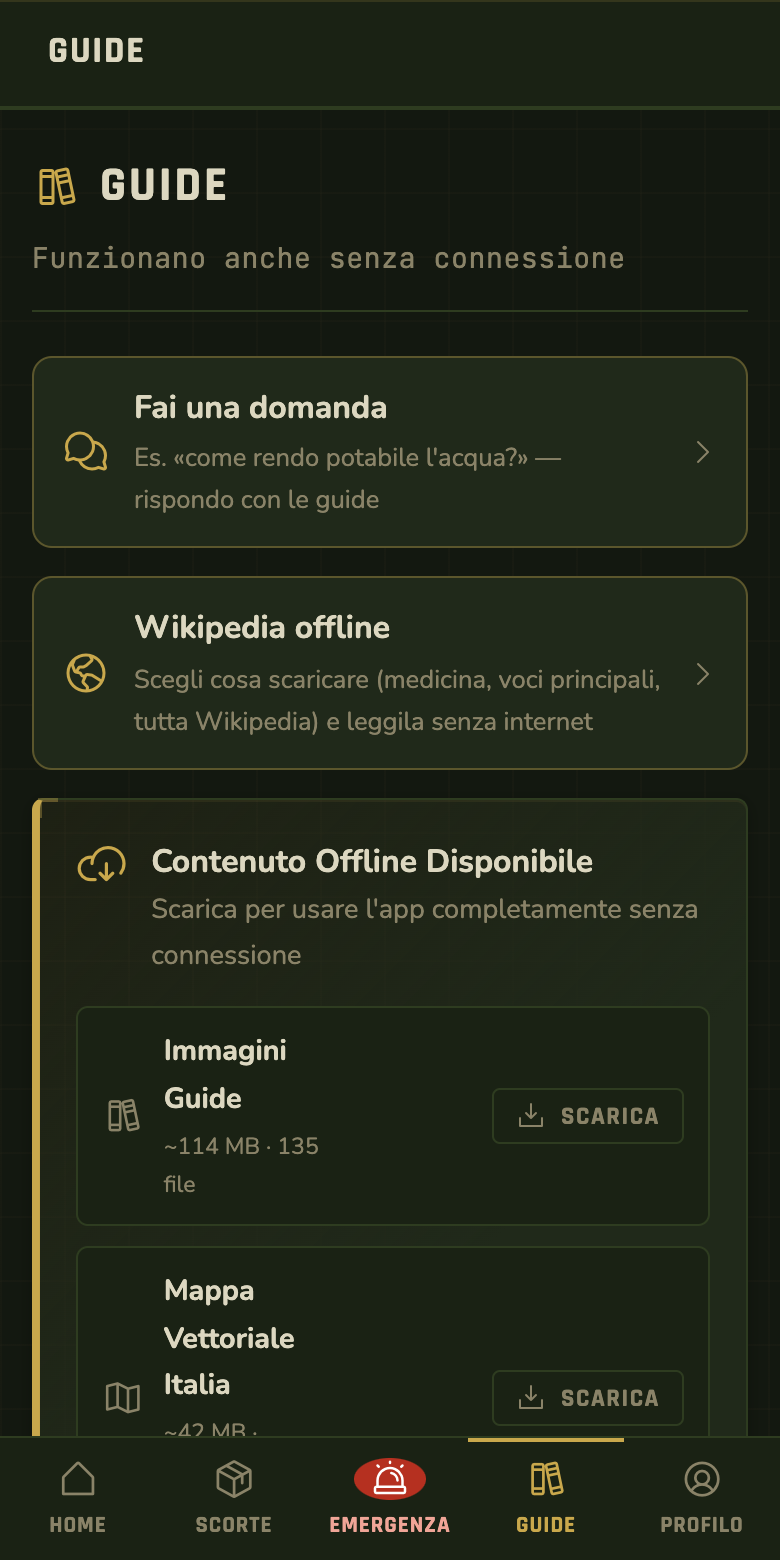 GUIDE
GUIDE
Funzionano anche senza connessione
Fai una domanda
Es. «come rendo potabile l'acqua?» —
rispondo con le guide
Wikipedia offline
Scegli cosa scaricare (medicina, voci principali,
tutta Wikipedia) e leggila senza internet
Contenuto Offline Disponibile
Scarica per usare l'app completamente senza
connessione
Immagini
Guide
~114 MB · 135
file
SCARICA
Mappa
Vettoriale
Italia
~42 MB ·
SCARICA
HOME
SCORTE
EMERGENZA
GUIDE
PROFILO